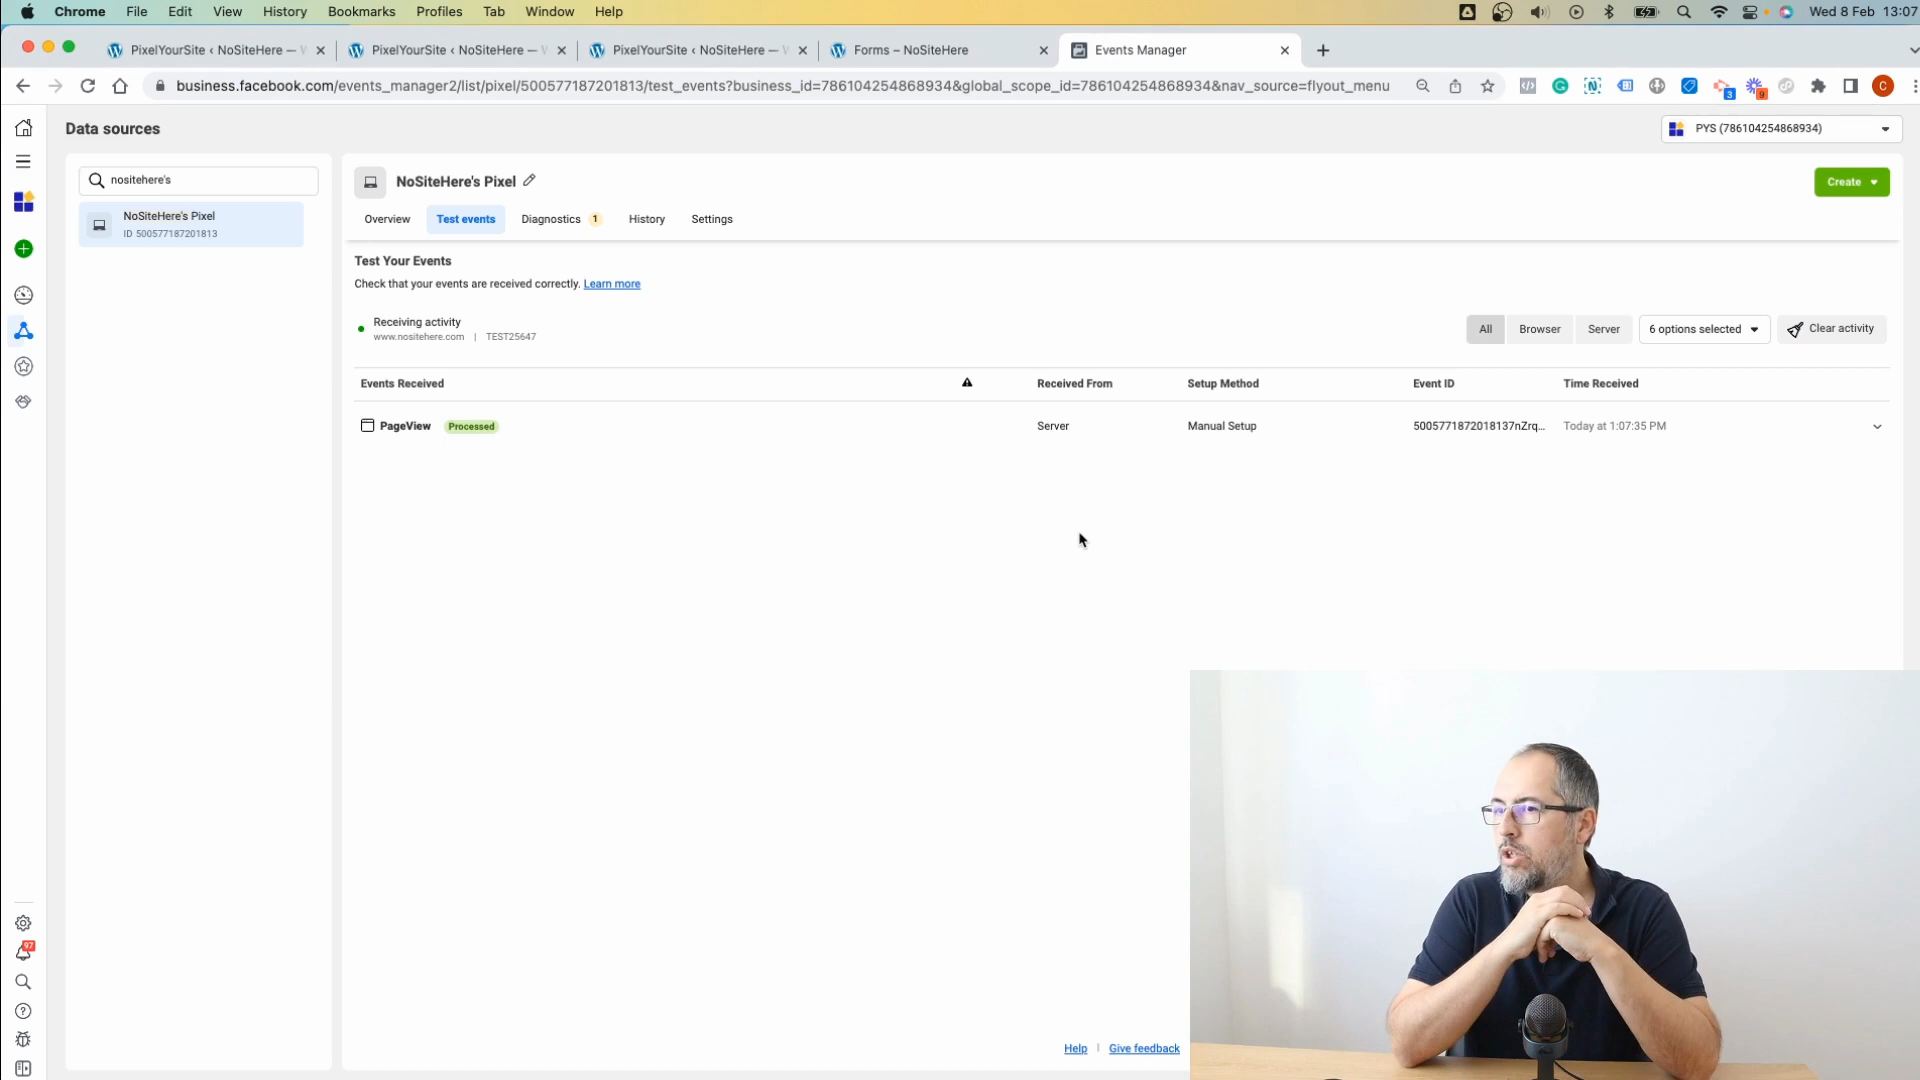 Chrome File Edit View History Bookmarks Profiles Tab Window Help Wed 8 Feb 13:07
PixelYourSite ‹ NoSiteHere — PixelYourSite ‹ NoSiteHere — PixelYourSite ‹ NoSiteHere — Forms – NoSiteHere Events Manager
business.facebook.com/events_manager2/list/pixel/500577187201813/test_events?business_id=786104254868934&global_scope_id=786104254868934&nav_source=flyout_menu 3 9 C
Data sources PYS (786104254868934)
nositehere's
NoSiteHere's Pixel
ID 500577187201813
NoSiteHere's Pixel Create
Overview Test events Diagnostics 1 History Settings
Test Your Events
Check that your events are received correctly. Learn more
Receiving activity
www.nositehere.com | TEST25647
All Browser Server 6 options selected Clear activity
Events Received Received From Setup Method Event ID Time Received
PageView Processed Server Manual Setup 5005771872018137nZrq... Today at 1:07:35 PM
97
Help | Give feedback